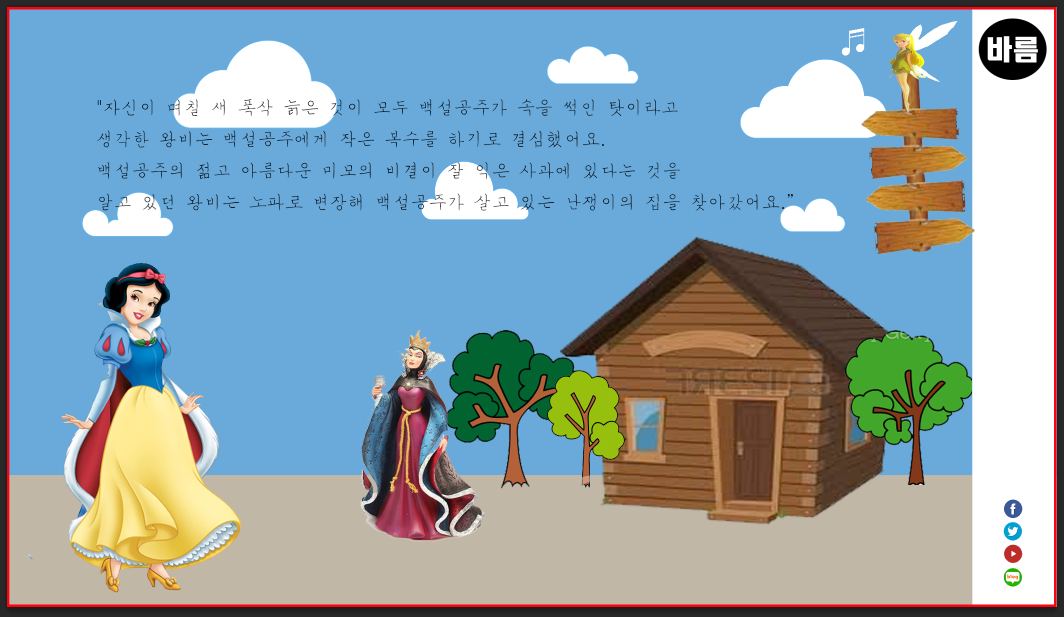 바름
"자신이 며칠 새 폭삭 늙은 것이 모두 백설공주가 속을 썩인 탓이라고
생각한 왕비는 백설공주에게 작은 복수를 하기로 결심했어요.
백설공주의 젊고 아름다운 미모의 비결이 잘 익은 사과에 있다는 것을
알고 있던 왕비는 노파로 변장해 백설공주가 살고 있는 난쟁이의 집을 찾아갔어요."
blog